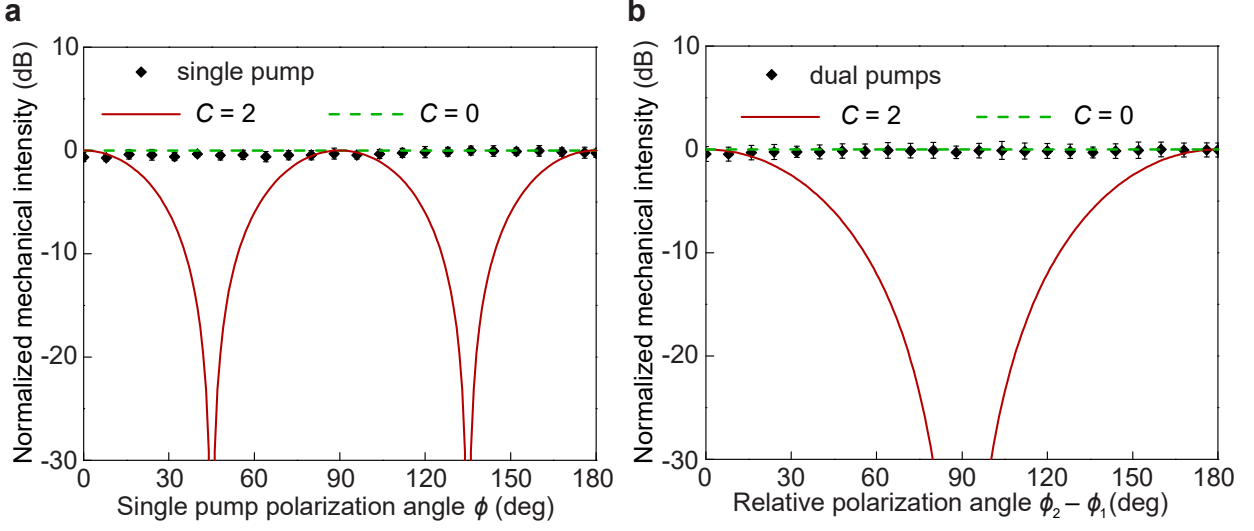 a
Normalized mechanical intensity (dB)
10
0
-10
-20
-30
single pump
C = 2
C = 0
0
30
60
90
120
150
180
Single pump polarization angle ϕ (deg)
b
Normalized mechanical intensity (dB)
10
0
-10
-20
-30
dual pumps
C = 2
C = 0
0
30
60
90
120
150
180
Relative polarization angle ϕ₂ – ϕ₁(deg)